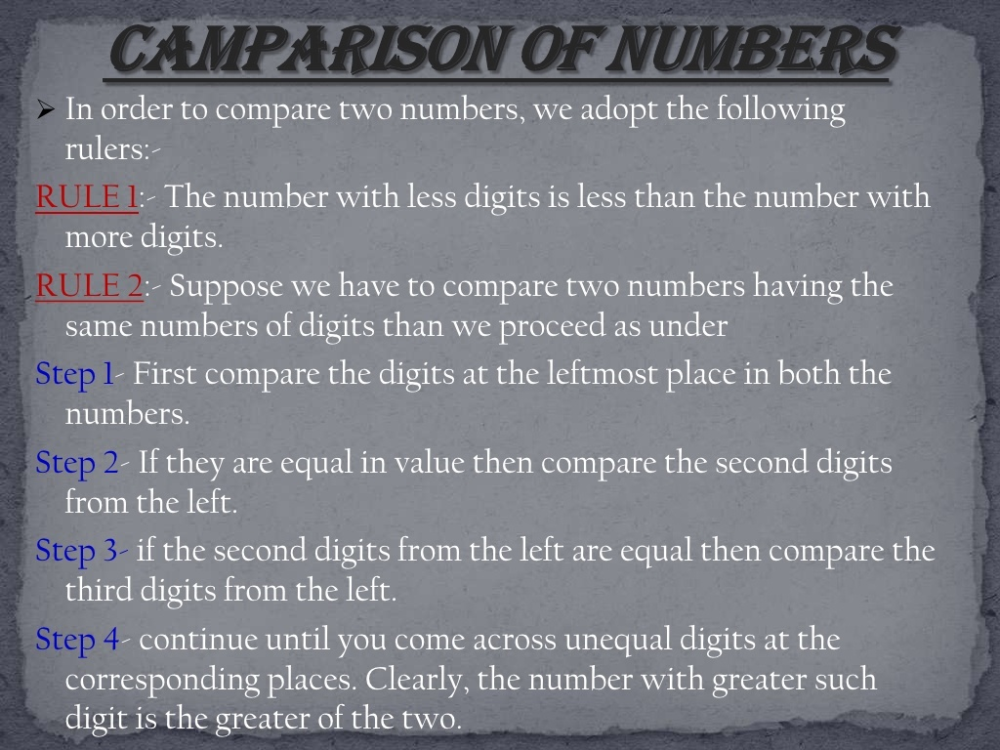 CAMPARISON OF NUMBERS
➢ In order to compare two numbers, we adopt the following
rulers:-
RULE 1:- The number with less digits is less than the number with
more digits.
RULE 2:- Suppose we have to compare two numbers having the
same numbers of digits than we proceed as under
Step 1- First compare the digits at the leftmost place in both the
numbers.
Step 2- If they are equal in value then compare the second digits
from the left.
Step 3- if the second digits from the left are equal then compare the
third digits from the left.
Step 4- continue until you come across unequal digits at the
corresponding places. Clearly, the number with greater such
digit is the greater of the two.